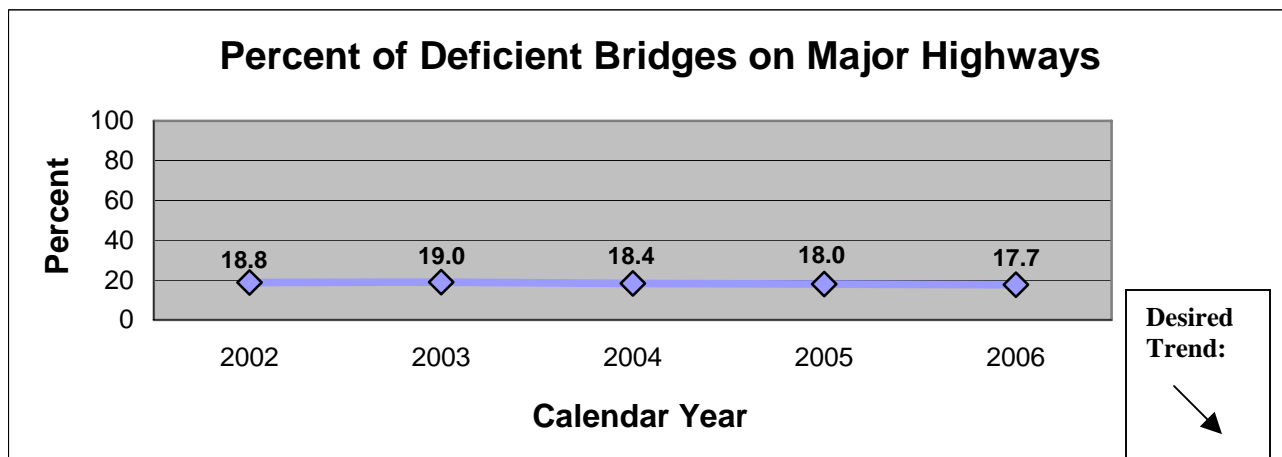 Percent of Deficient Bridges on Major Highways
Percent
100
80
60
40
20
0
18.8 19.0 18.4 18.0 17.7
2002 2003 2004 2005 2006
Calendar Year
Desired
Trend: